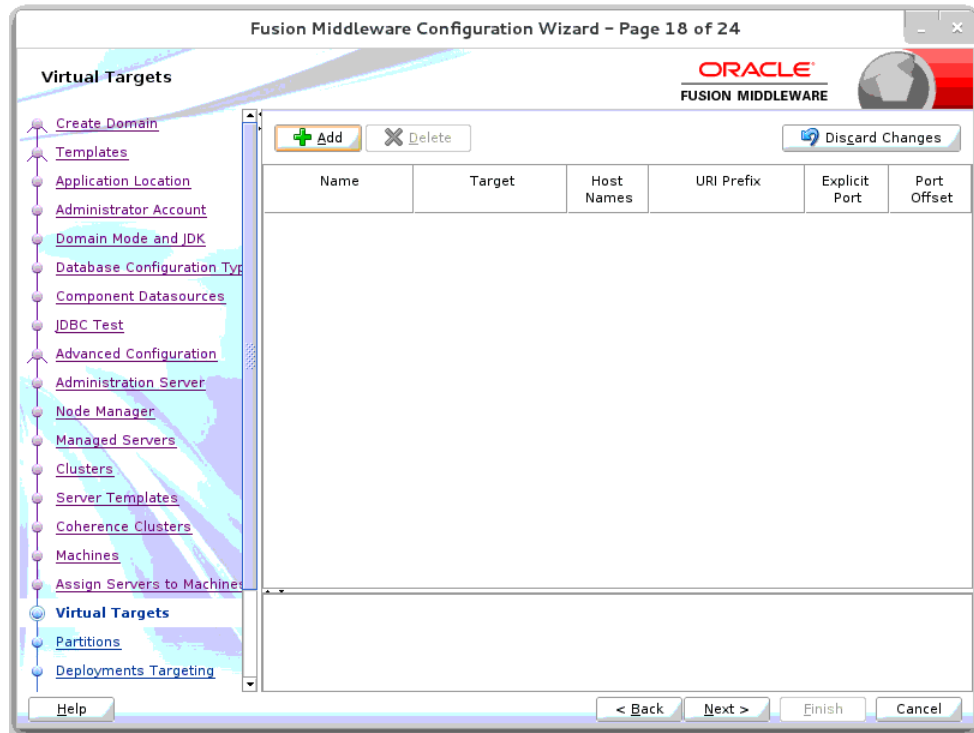 Fusion Middleware Configuration Wizard – Page 18 of 24
Virtual Targets
ORACLE
FUSION MIDDLEWARE
Create Domain
Templates
Application Location
Administrator Account
Domain Mode and JDK
Database Configuration Typ
Component Datasources
JDBC Test
Advanced Configuration
Administration Server
Node Manager
Managed Servers
Clusters
Server Templates
Coherence Clusters
Machines
Assign Servers to Machines
Virtual Targets
Partitions
Deployments Targeting
Add Delete Discard Changes
Name Target Host Names URI Prefix Explicit Port Port Offset
Help < Back Next > Finish Cancel